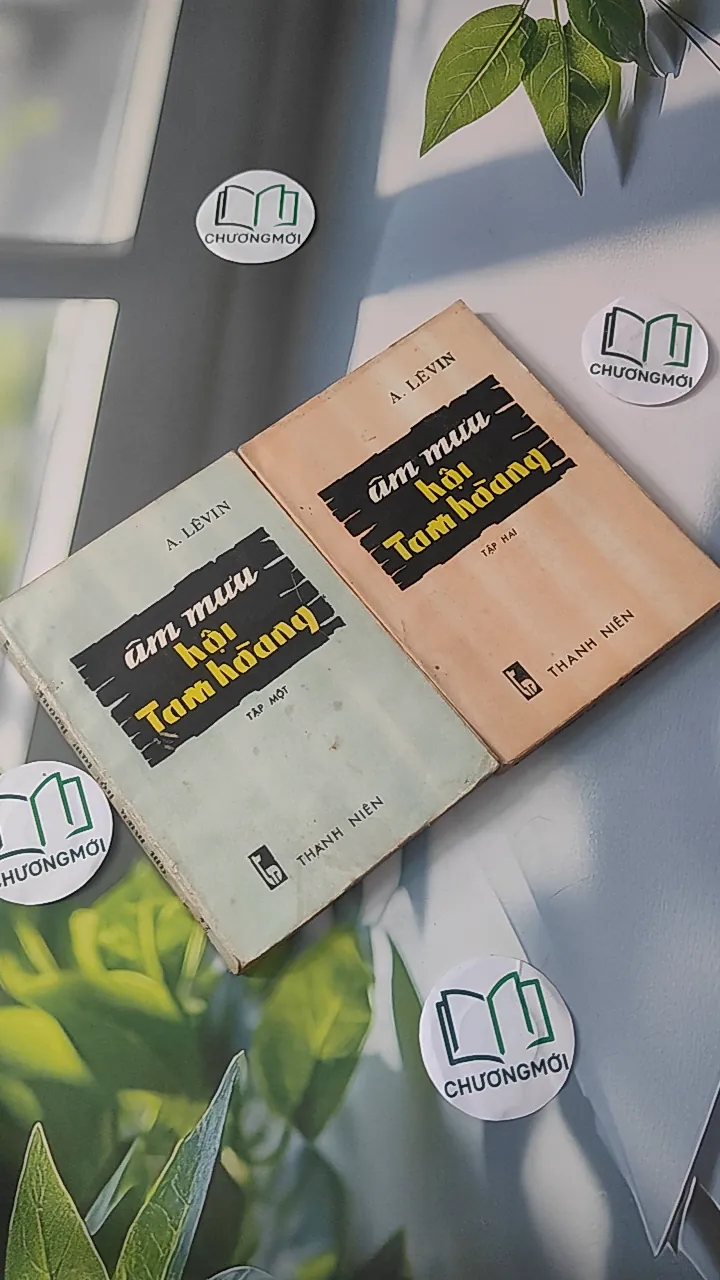 CHƯƠNGMỚI
CHƯƠNGMỚI
A. LÊVIN
âm mưu
hội
Tam hoàng
TẬP HAI
THANH NIÊN
A. LÊVIN
âm mưu
hội
Tam hoàng
TẬP MỘT
THANH NIÊN
CHƯƠNGMỚI
CHƯƠNGMỚI